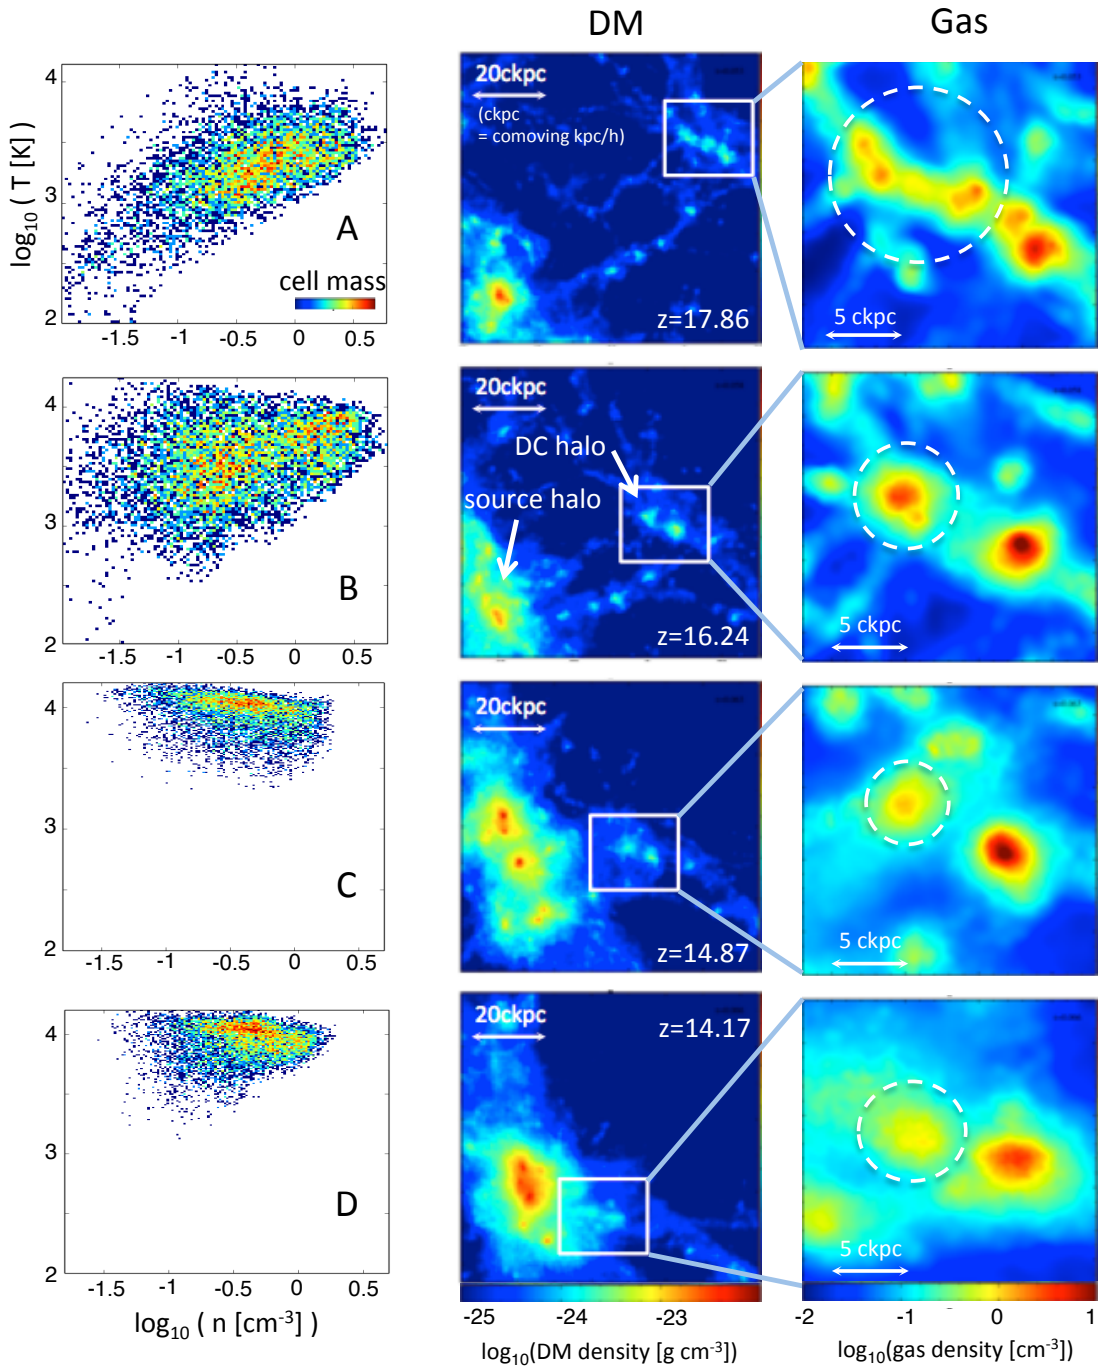 DM
Gas
4
3
2
log10 ( T [K] )
A
cell mass
-1.5
-1
-0.5
0
0.5
20ckpc
(ckpc
= comoving kpc/h)
z=17.86
5 ckpc
4
3
2
B
-1.5
-1
-0.5
0
0.5
20ckpc
DC halo
source halo
z=16.24
5 ckpc
4
3
2
C
-1.5
-1
-0.5
0
0.5
20ckpc
z=14.87
5 ckpc
4
3
2
D
-1.5
-1
-0.5
0
0.5
log10 ( n [cm-3] )
20ckpc
z=14.17
5 ckpc
-25
-24
-23
log10(DM density [g cm-3])
-2
-1
0
1
log10(gas density [cm-3])